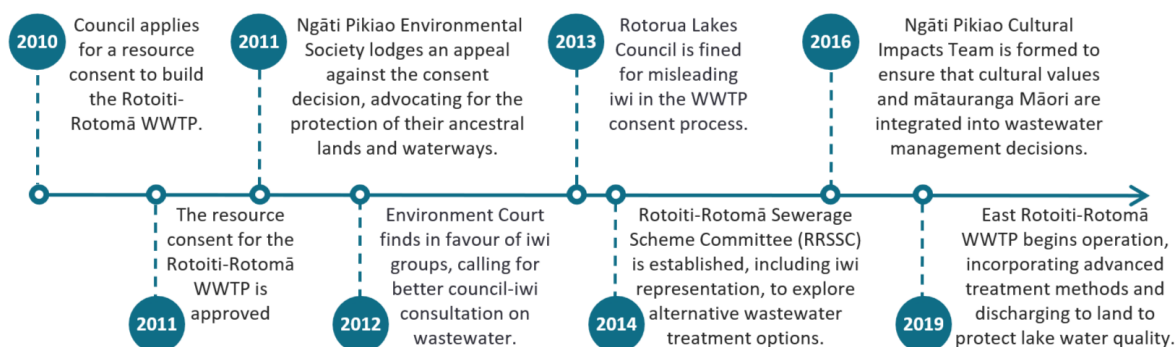 2010
Council applies
for a resource
consent to build
the Rotoiti-
Rotomā WWTP.
2011
The resource
consent for the
Rotoiti-Rotomā
WWTP is
approved
2011
Ngāti Pikiao Environmental
Society lodges an appeal
against the consent
decision, advocating for the
protection of their ancestral
lands and waterways.
2012
Environment Court
finds in favour of iwi
groups, calling for
better council-iwi
consultation on
wastewater.
2013
Rotorua Lakes
Council is fined
for misleading
iwi in the WWTP
consent process.
2014
Rotoiti-Rotomā Sewerage
Scheme Committee (RRSSC)
is established, including iwi
representation, to explore
alternative wastewater
treatment options.
2016
Ngāti Pikiao Cultural
Impacts Team is formed to
ensure that cultural values
and mātauranga Māori are
integrated into wastewater
management decisions.
2019
East Rotoiti-Rotomā
WWTP begins operation,
incorporating advanced
treatment methods and
discharging to land to
protect lake water quality.